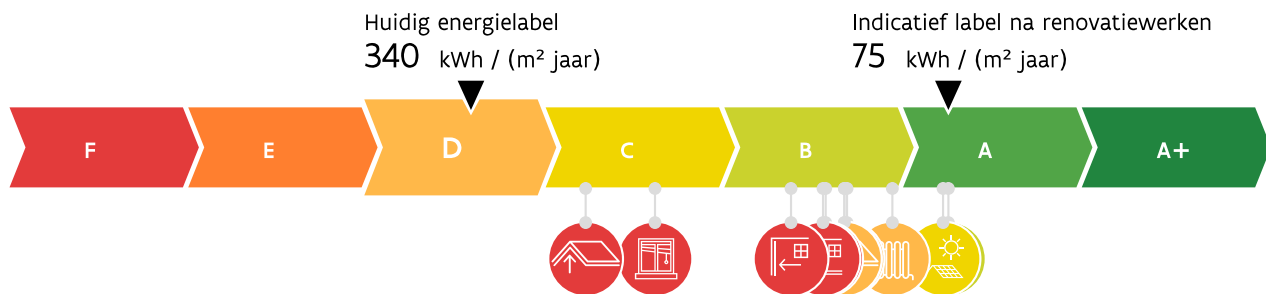 Huidig energielabel
340 kWh / (m² jaar)
Indicatief label na renovatiewerken
75 kWh / (m² jaar)
F E D C B A A+